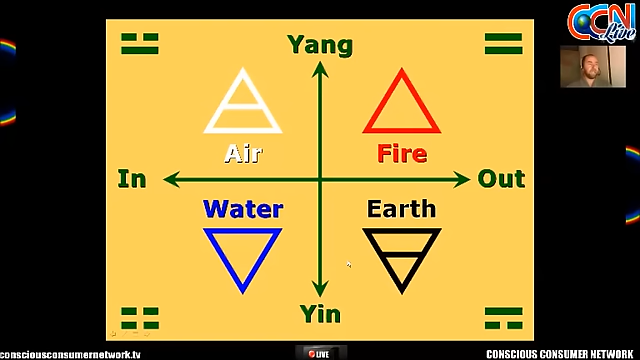 CCN
Live
Yang
Air
Fire
In
Out
Water
Earth
Yin
consciousconsumernetwork.tv
LIVE
CONSCIOUS CONSUMER NETWORK